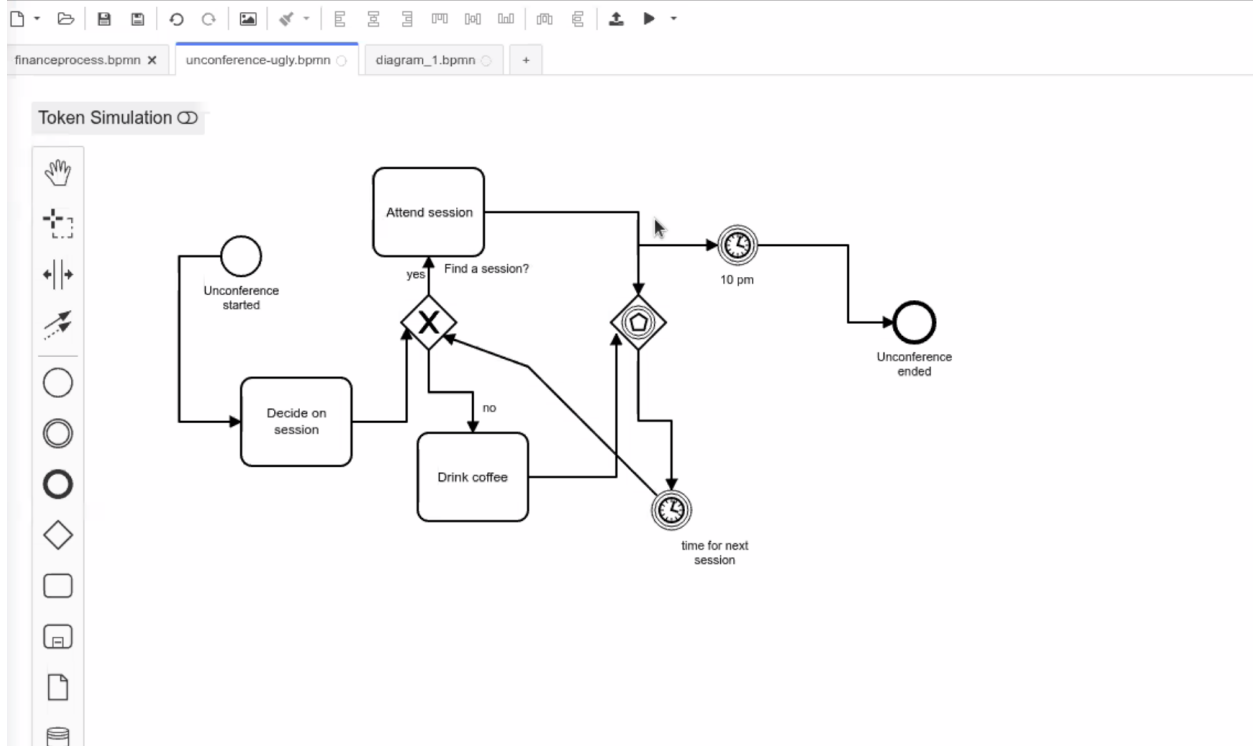 financeprocess.bpmn
unconference-ugly.bpmn
diagram_1.bpmn
+
Token Simulation
Attend session
yes
Find a session?
10 pm
Unconference
started
X
Unconference
ended
Decide on
session
no
Drink coffee
time for next
session